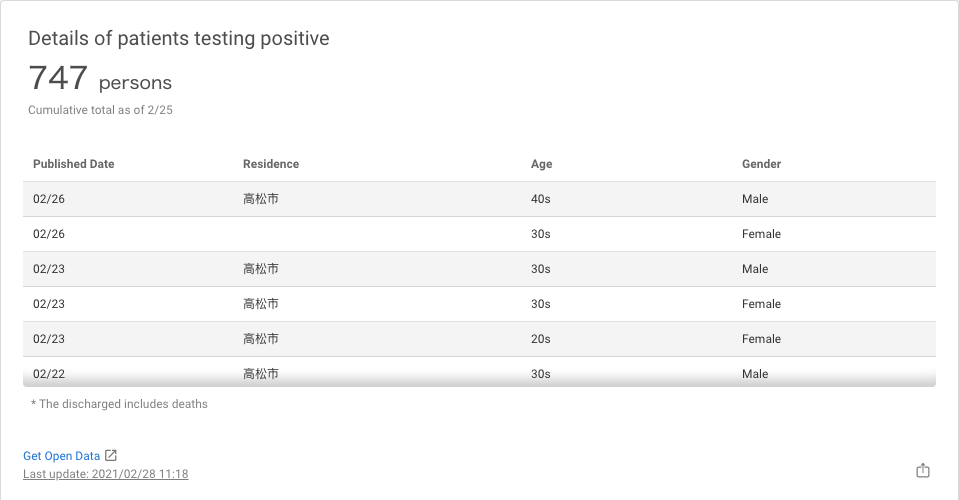 Details of patients testing positive
747 persons
Cumulative total as of 2/25
Published Date Residence Age Gender
02/26 高松市 40s Male
02/26 30s Female
02/23 高松市 30s Male
02/23 高松市 30s Female
02/23 高松市 20s Female
02/22 高松市 30s Male
* The discharged includes deaths
Get Open Data
Last update: 2021/02/28 11:18